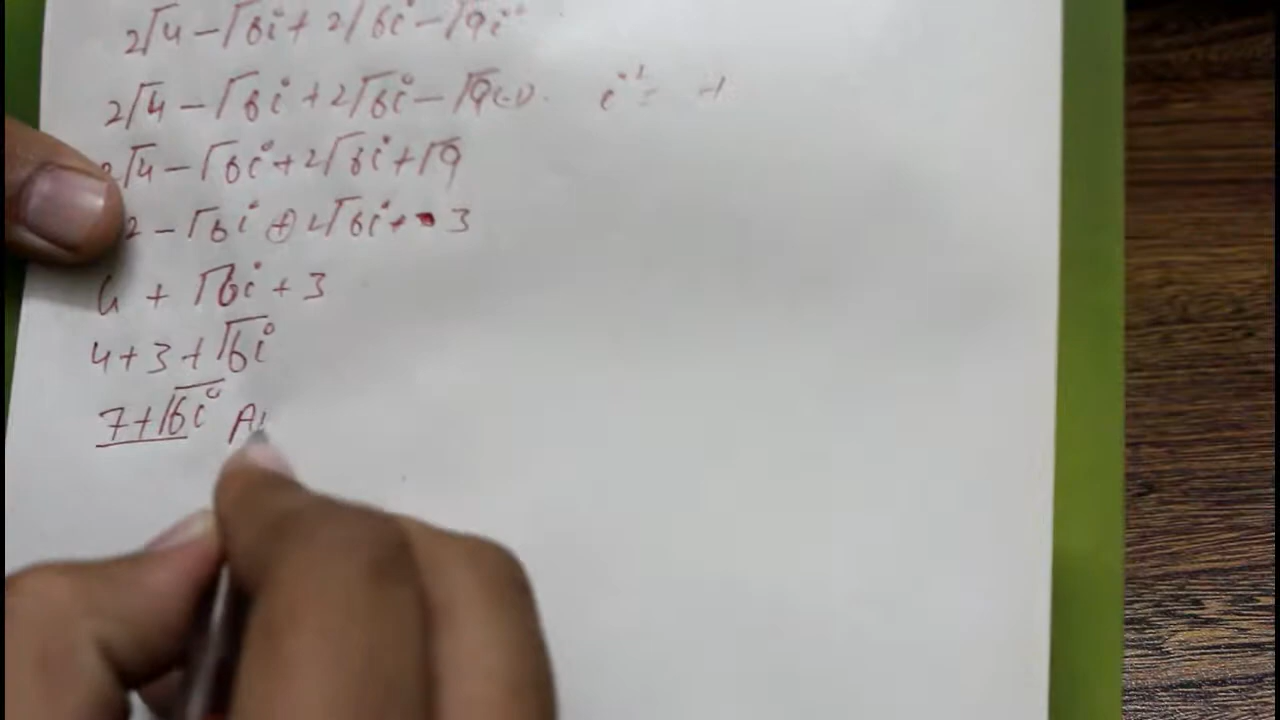 2√4 - √6i + 2√6i - √9i²
2√4 - √6i + 2√6i - √9(-1). i² = -1
2√4 - √6i + 2√6i + √9
2 - √6i + 2√6i + 3
4 + √6i + 3
4 + 3 + √6i
7 + √6i A